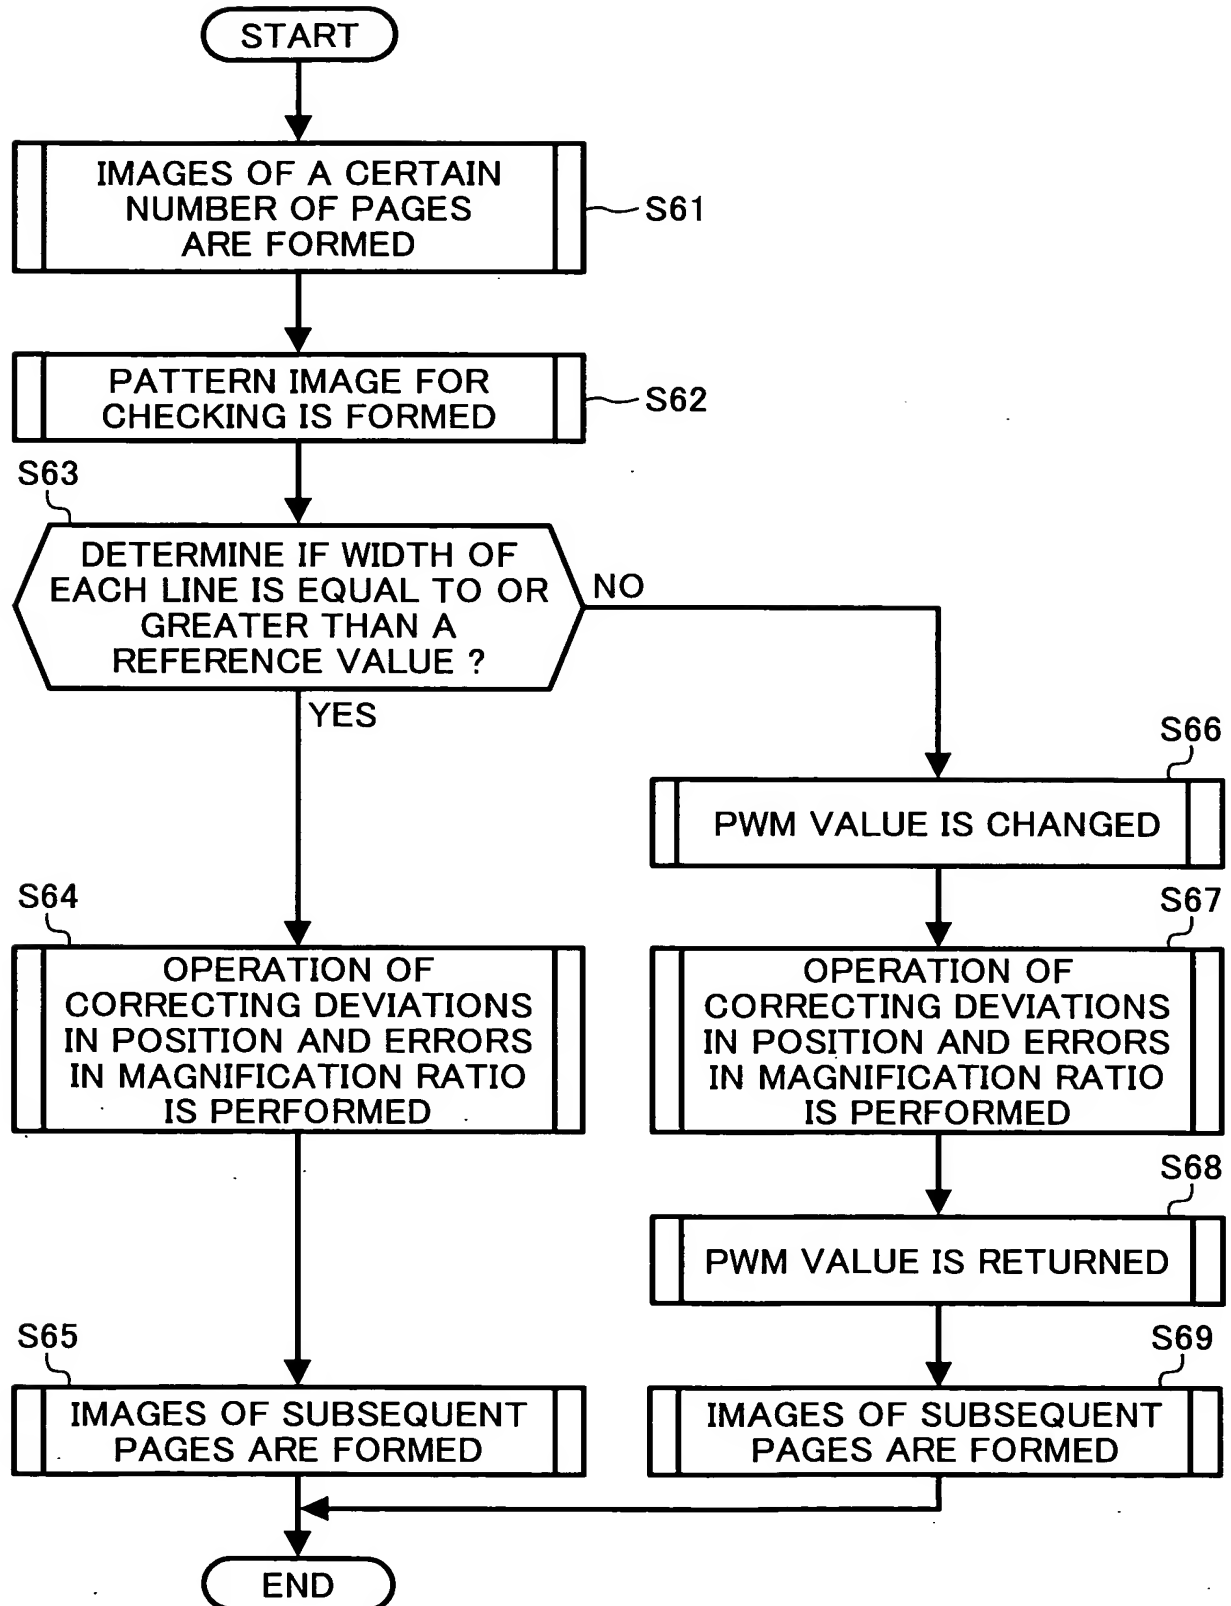 START
IMAGES OF A CERTAIN
NUMBER OF PAGES
ARE FORMED
S61
PATTERN IMAGE FOR
CHECKING IS FORMED
S62
S63
DETERMINE IF WIDTH OF
EACH LINE IS EQUAL TO OR
GREATER THAN A
REFERENCE VALUE ?
NO
YES
S66
PWM VALUE IS CHANGED
S64
OPERATION OF
CORRECTING DEVIATIONS
IN POSITION AND ERRORS
IN MAGNIFICATION RATIO
IS PERFORMED
S67
OPERATION OF
CORRECTING DEVIATIONS
IN POSITION AND ERRORS
IN MAGNIFICATION RATIO
IS PERFORMED
S68
PWM VALUE IS RETURNED
S65
IMAGES OF SUBSEQUENT
PAGES ARE FORMED
S69
IMAGES OF SUBSEQUENT
PAGES ARE FORMED
END